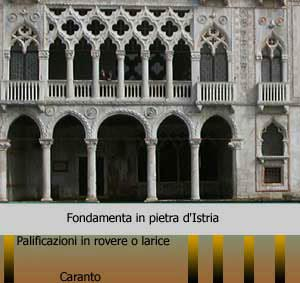 Fondamenta in pietra d'Istria
Palificazioni in rovere o larice
Caranto